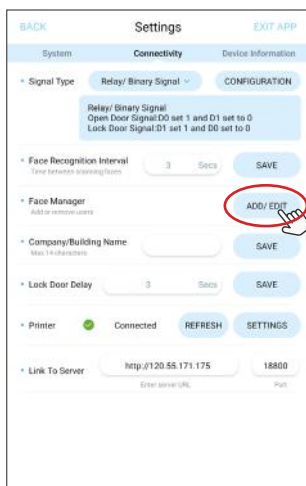 BACK Settings EXIT APP
System Connectivity Device Information
Signal Type Relay/ Binary Signal CONFIGURATION
Relay/ Binary Signal
Open Door Signal:D0 set 1 and D1 set to 0
Lock Door Signal:D1 set 1 and D0 set to 0
Face Recognition Interval 3 Secs SAVE
Time between scanning faces
Face Manager ADD/ EDIT
Add or remove users
Company/Building Name SAVE
Max 14 characters
Lock Door Delay 3 Secs SAVE
Printer Connected REFRESH SETTINGS
Link To Server http://120.55.171.175 18800
Enter server URL Port